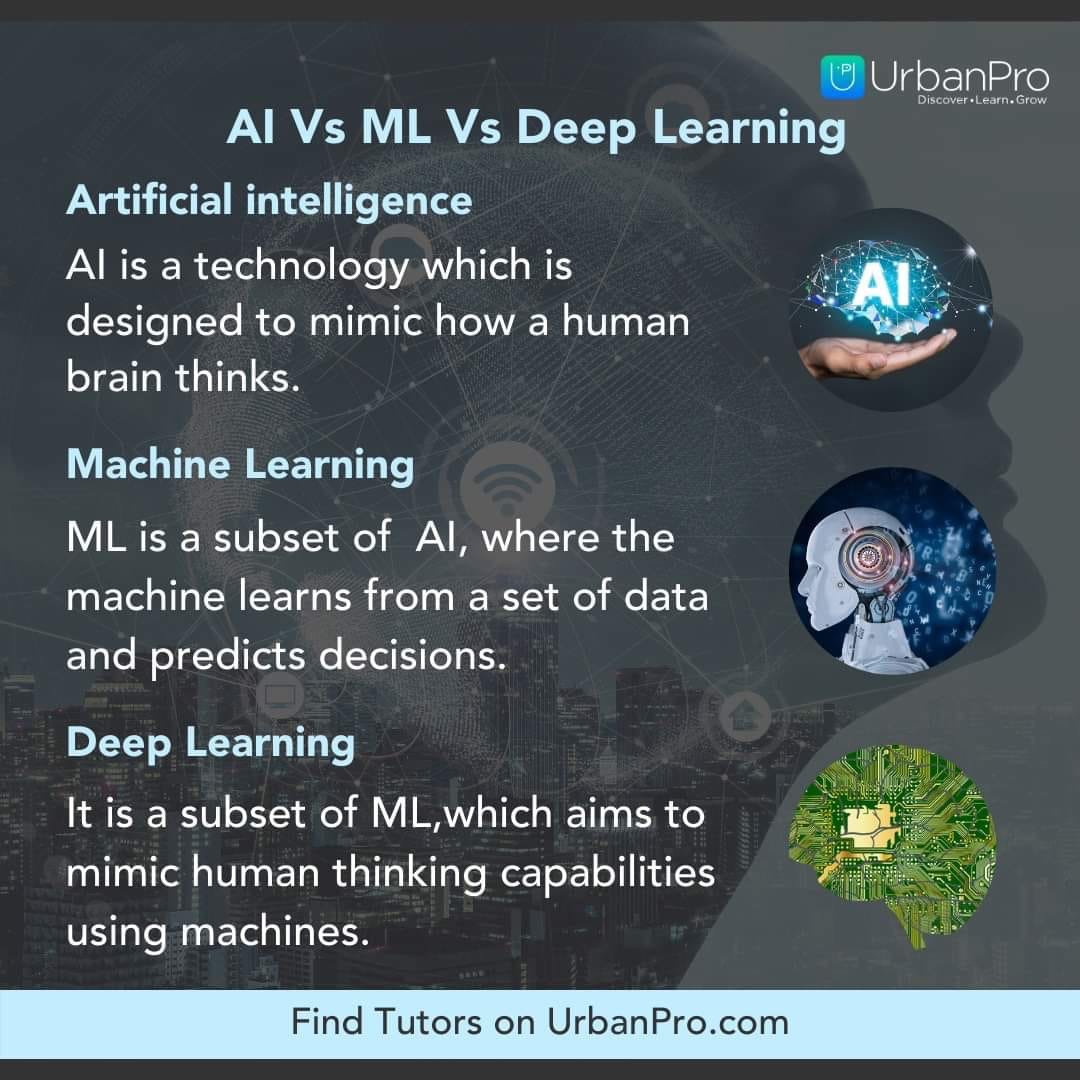 UrbanPro
Discover•Learn•Grow
AI Vs ML Vs Deep Learning
Artificial intelligence
AI is a technology which is
designed to mimic how a human
brain thinks.
AI
Machine Learning
ML is a subset of  AI, where the
machine learns from a set of data
and predicts decisions.
Deep Learning
It is a subset of ML,which aims to
mimic human thinking capabilities
using machines.
Find Tutors on UrbanPro.com